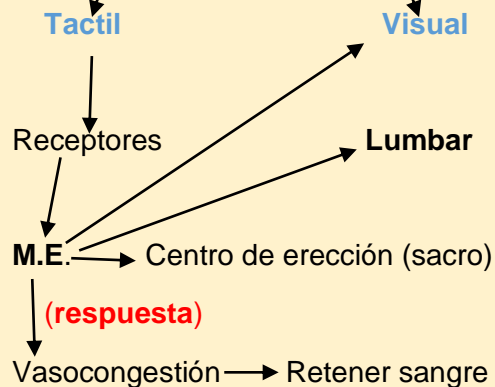 Tactil Visual
Receptores Lumbar
M.E. Centro de erección (sacro)
(respuesta)
Vasocongestión Retener sangre